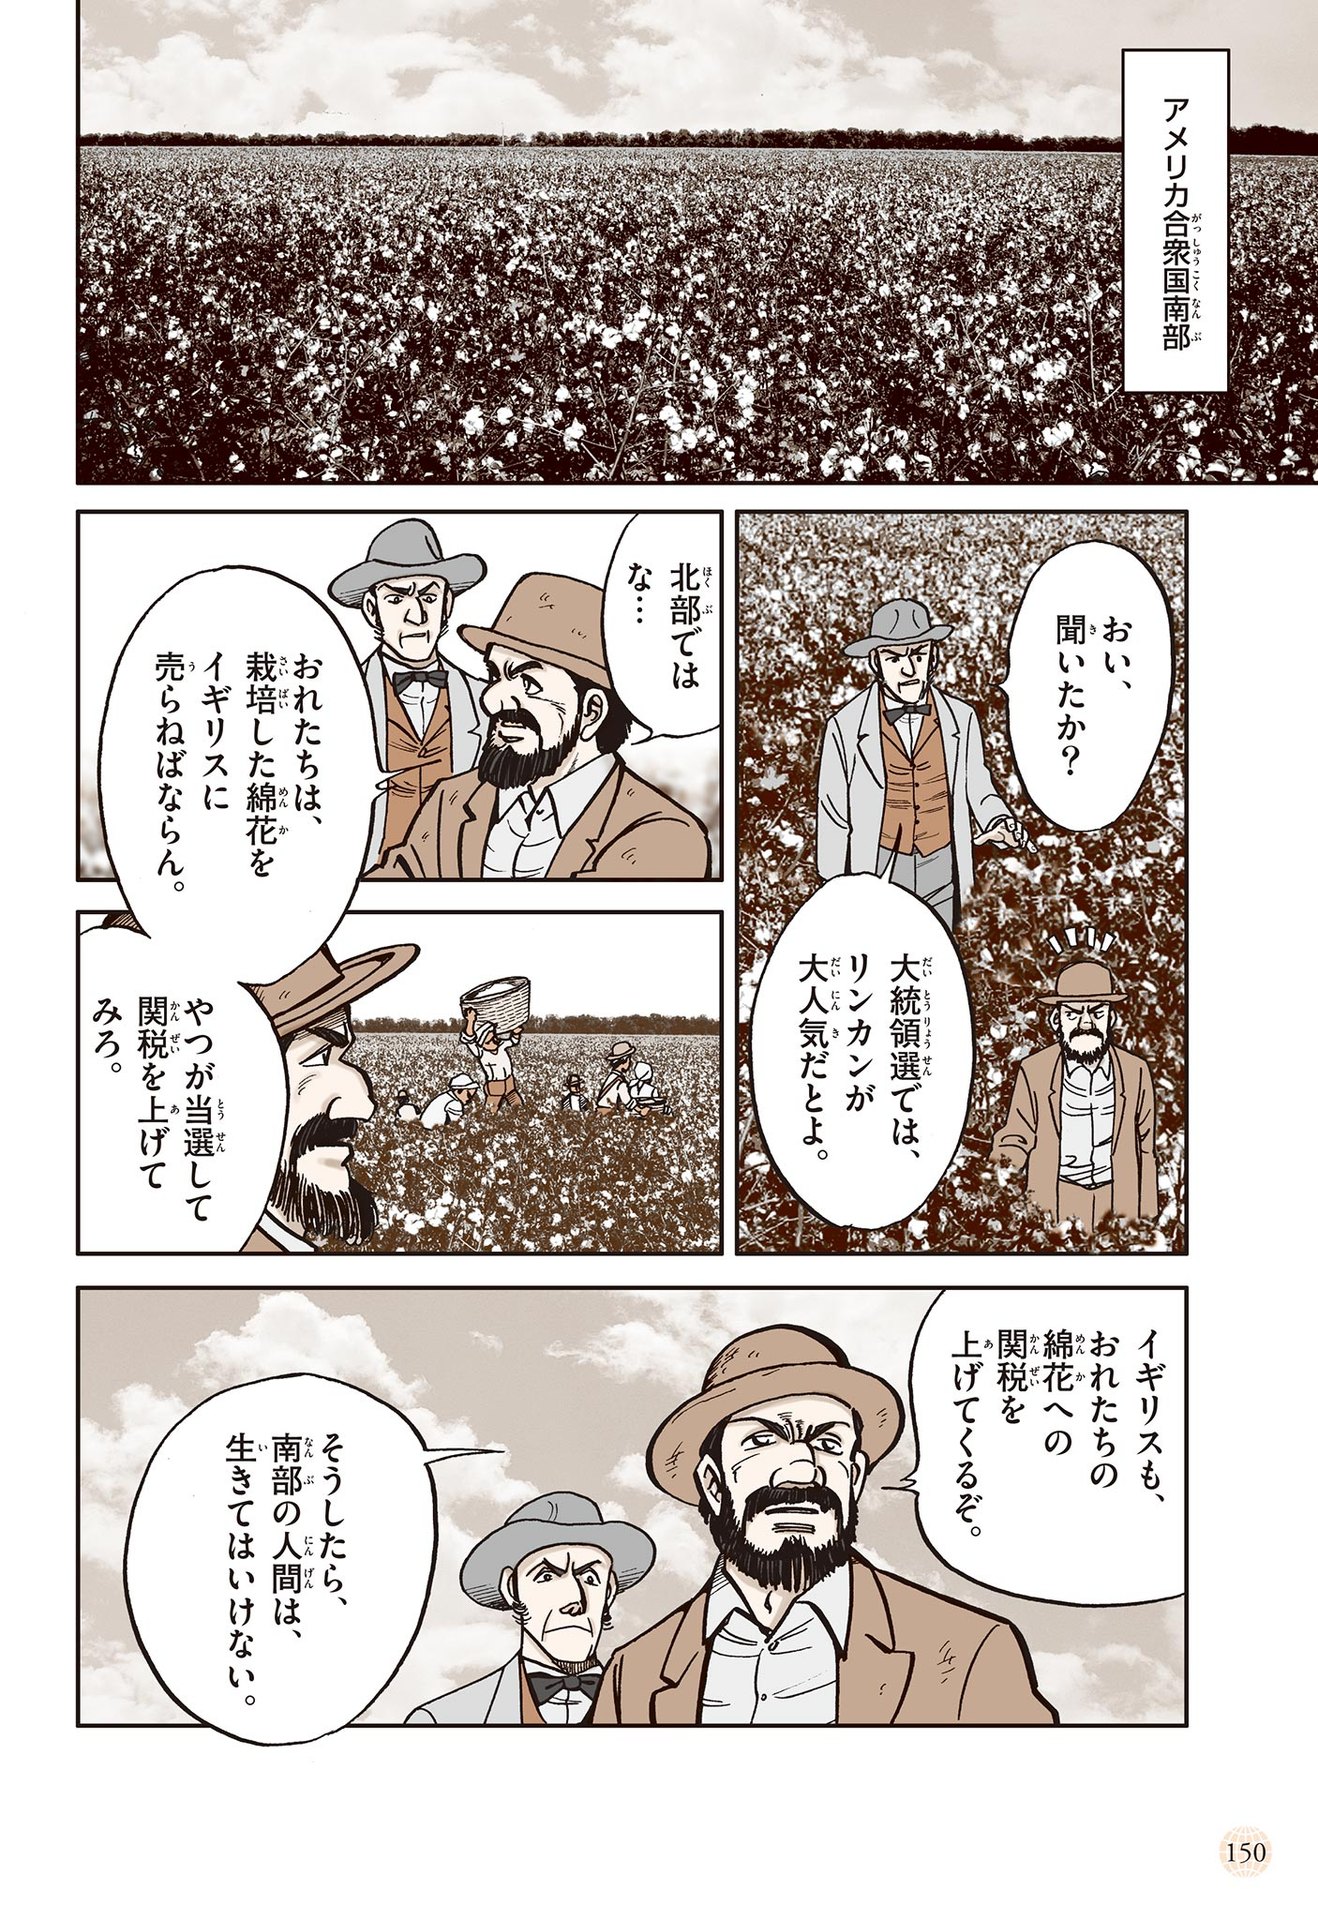 アメリカ合衆国南部
おい、
聞いたか？
大統領選では、
リンカンが
大人気だとよ。
北部では
な…
おれたちは、
栽培した綿花を
イギリスに
売らねばならん。
やつが当選して
関税を上げて
みろ。
イギリスも、
おれたちの
綿花への
関税を
上げてくるぞ。
そうしたら、
南部の人間は、
生きてはいけない。
150